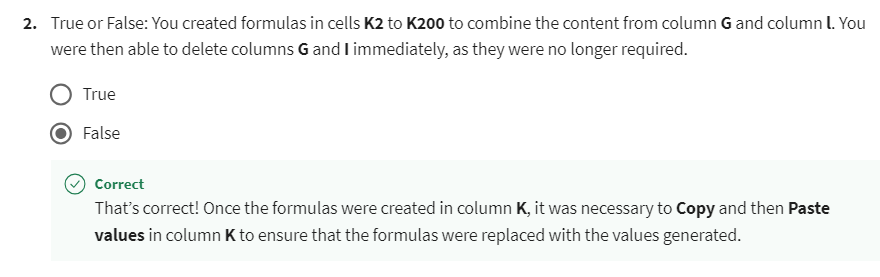 2. True or False: You created formulas in cells K2 to K200 to combine the content from column G and column l. You
were then able to delete columns G and I immediately, as they were no longer required.
True
False
Correct
That’s correct! Once the formulas were created in column K, it was necessary to Copy and then Paste
values in column K to ensure that the formulas were replaced with the values generated.